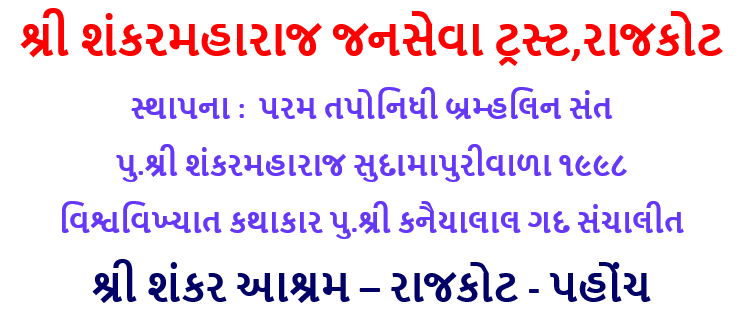 શ્રી શંકરમહારાજ જનસેવા ટ્રસ્ટ,રાજકોટ
સ્થાપના : પરમ તપોનિધી બ્રમ્હલિન સંત
પુ.શ્રી શંકરમહારાજ સુદામાપુરીવાળા ૧૯૯૮
વિશ્વવિખ્યાત કથાકાર પુ.શ્રી કનૈયાલાલ ગદ સંચાલીત
શ્રી શંકર આશ્રમ – રાજકોટ - પહોંચ